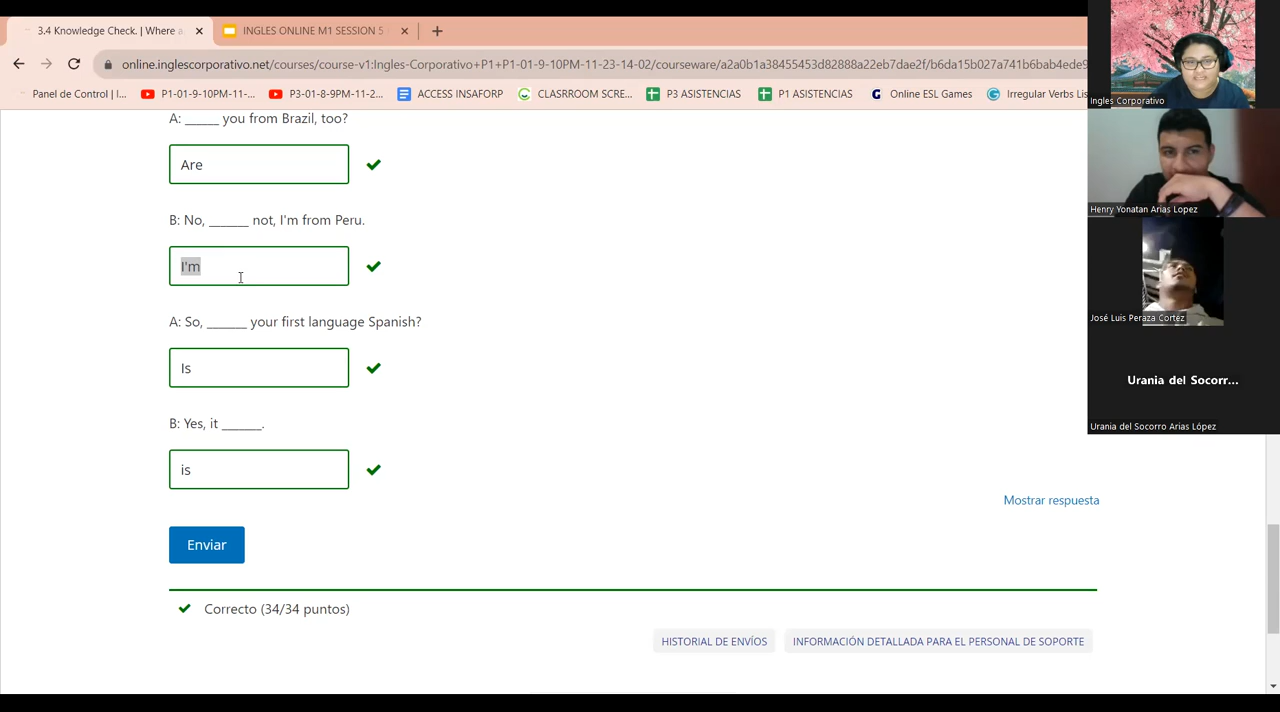 3.4 Knowledge Check. | Where a
INGLES ONLINE M1 SESSION 5
online.inglescorporativo.net/courses/course-v1:Ingles-Corporativo+P1+P1-01-9-10PM-11-23-14-02/courseware/a2a0b1a38455453d82888a22eb7dae2f/b6da15b027a741b6bab4ede9
Panel de Control | I...
P1-01-9-10PM-11-...
P3-01-8-9PM-11-2...
ACCESS INSAFORP
CLASRROOM SCRE...
P3 ASISTENCIAS
P1 ASISTENCIAS
Online ESL Games
Irregular Verbs Lis
A: ______ you from Brazil, too?
Are
B: No, _______ not, I'm from Peru.
I'm
A: So, _______ your first language Spanish?
Is
B: Yes, it _______.
is
Mostrar respuesta
Enviar
Correcto (34/34 puntos)
HISTORIAL DE ENVÍOS
INFORMACIÓN DETALLADA PARA EL PERSONAL DE SOPORTE
Ingles Corporativo
Henry Yonatan Arias Lopez
José Luis Peraza Cortéz
Urania del Socorr...
Urania del Socorro Arias López